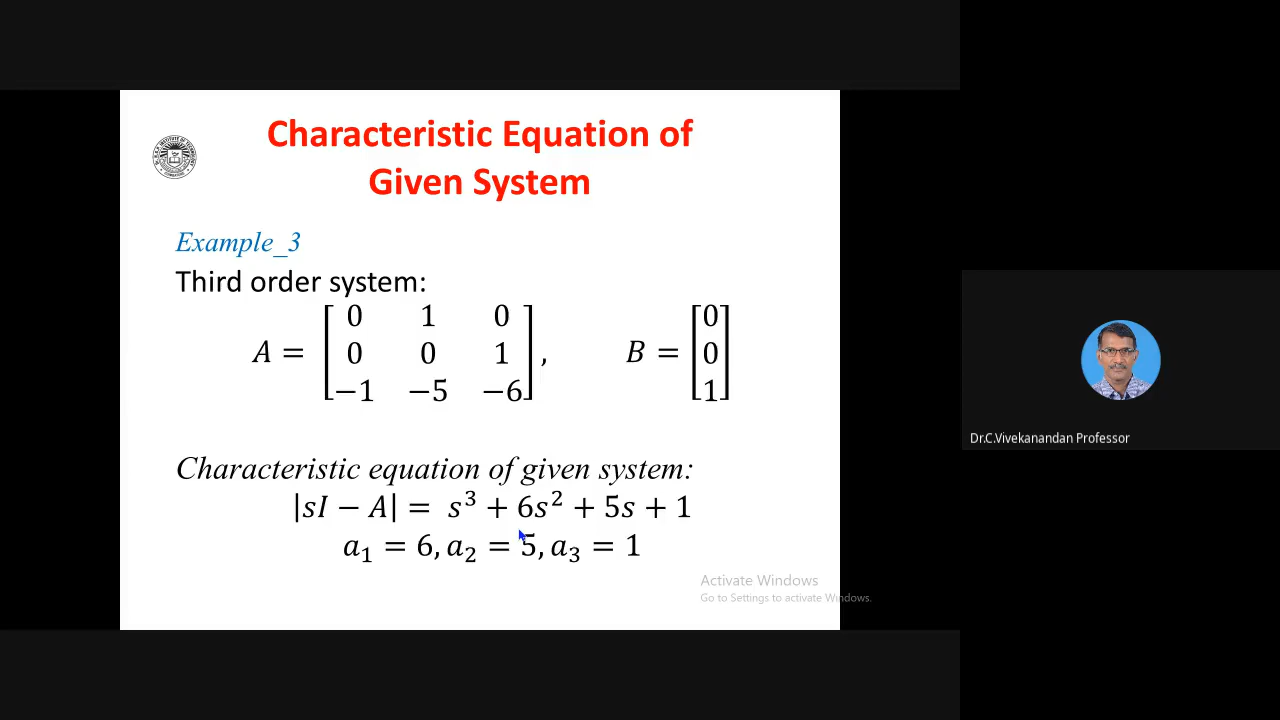 Characteristic Equation of
Given System
Example_3
Third order system:
A = [0 1 0; 0 0 1; −1 −5 −6], B = [0; 0; 1]
Characteristic equation of given system:
|sI − A| = s³ + 6s² + 5s + 1
a₁ = 6, a₂ = 5, a₃ = 1
Activate Windows
Go to Settings to activate Windows.
Dr.C.Vivekanandan Professor